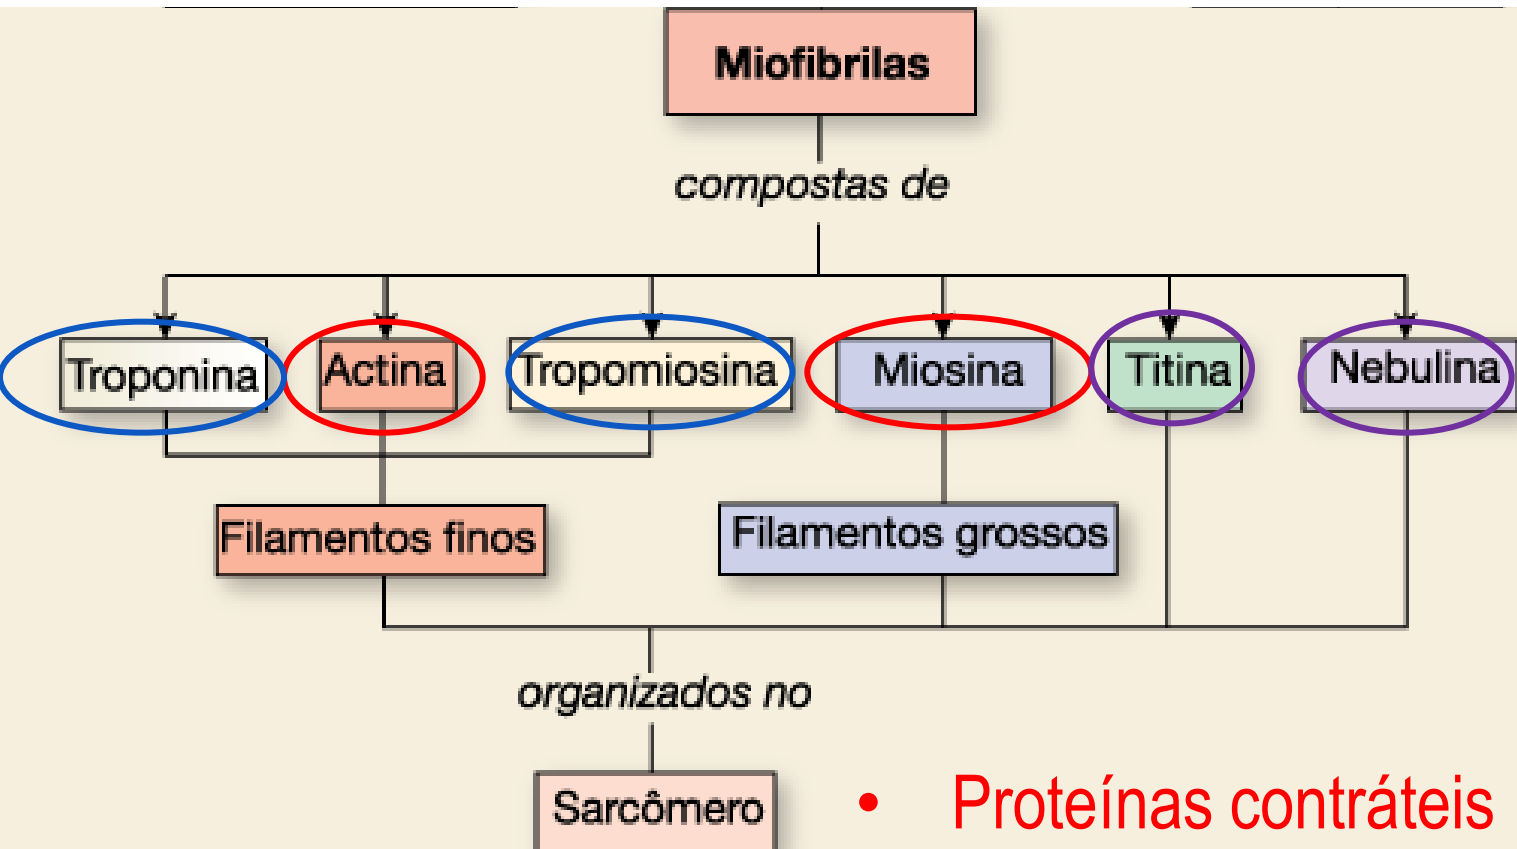 Miofibrilas
compostas de
Troponina
Actina
Tropomiosina
Miosina
Titina
Nebulina
Filamentos finos
Filamentos grossos
organizados no
Sarcômero
• Proteínas contráteis